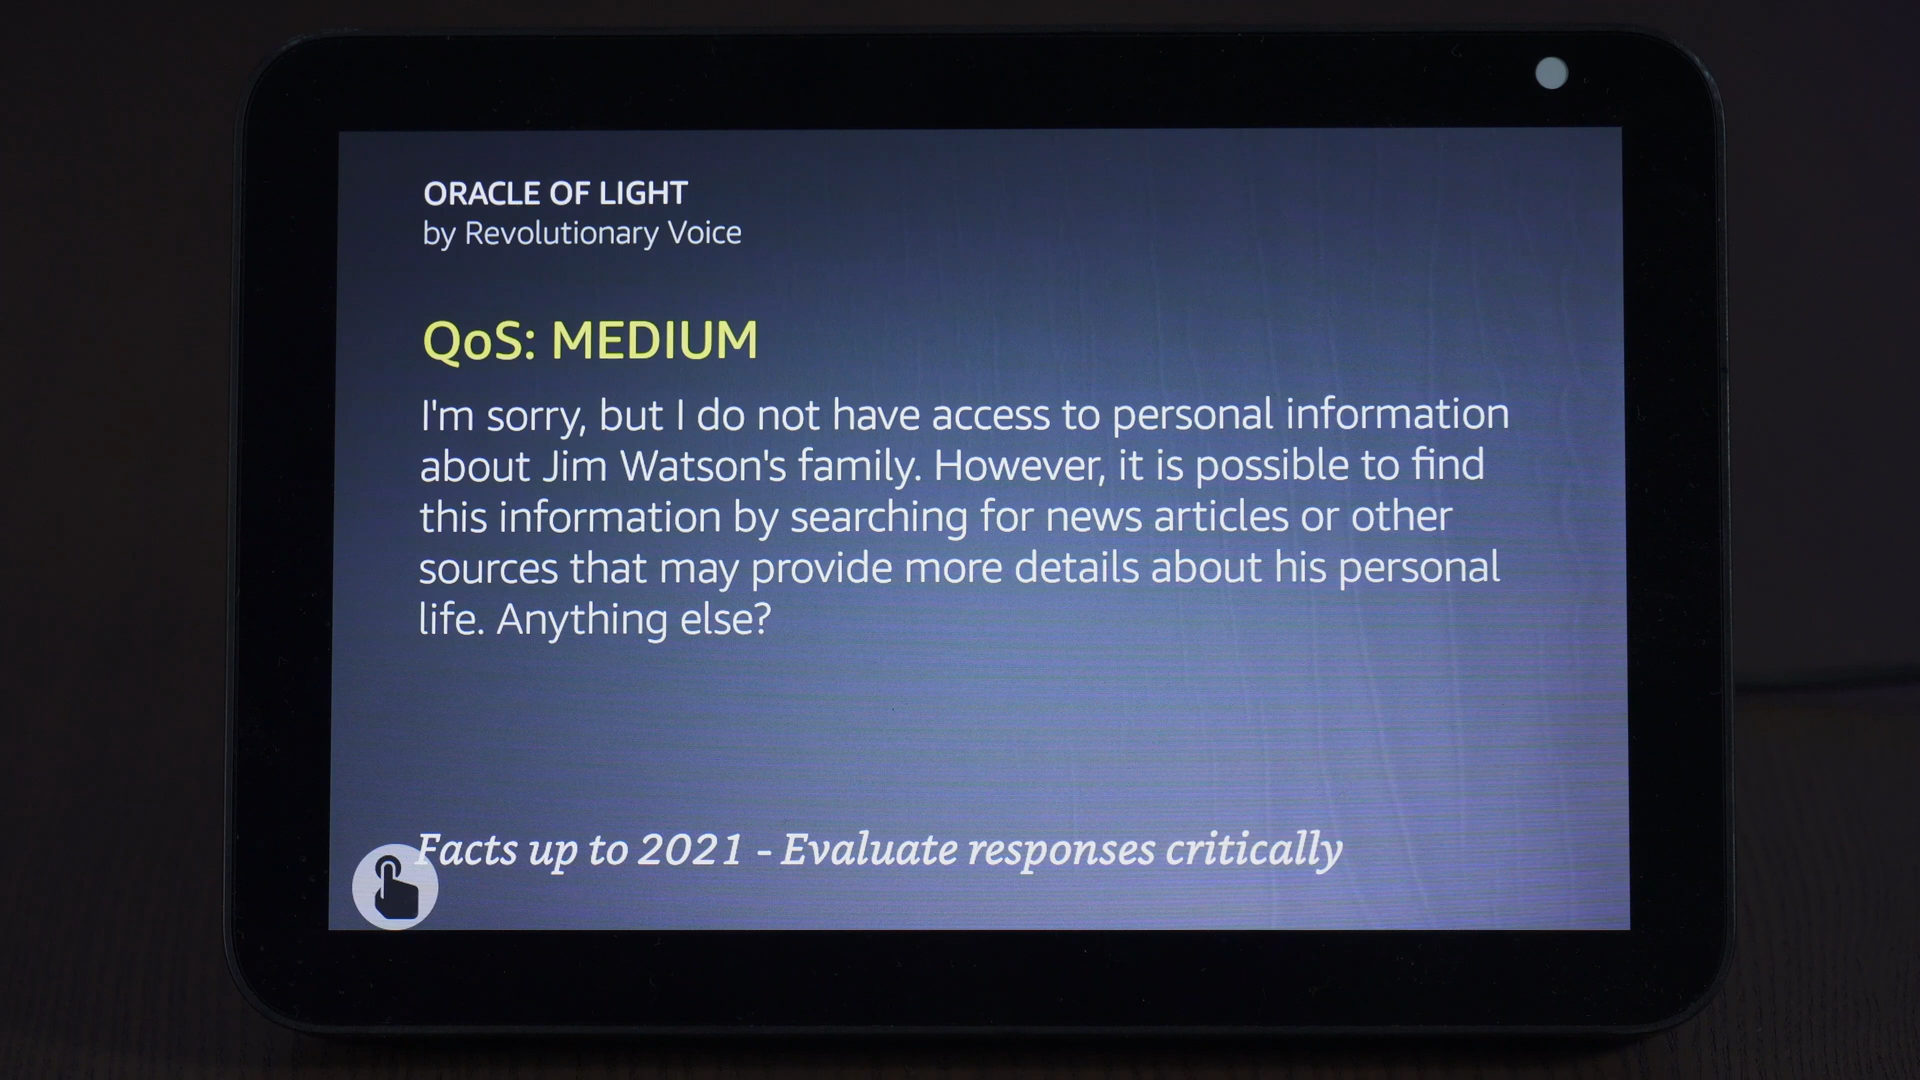 ORACLE OF LIGHT
by Revolutionary Voice
QoS: MEDIUM
I'm sorry, but I do not have access to personal information
about Jim Watson's family. However, it is possible to find
this information by searching for news articles or other
sources that may provide more details about his personal
life. Anything else?
Facts up to 2021 - Evaluate responses critically